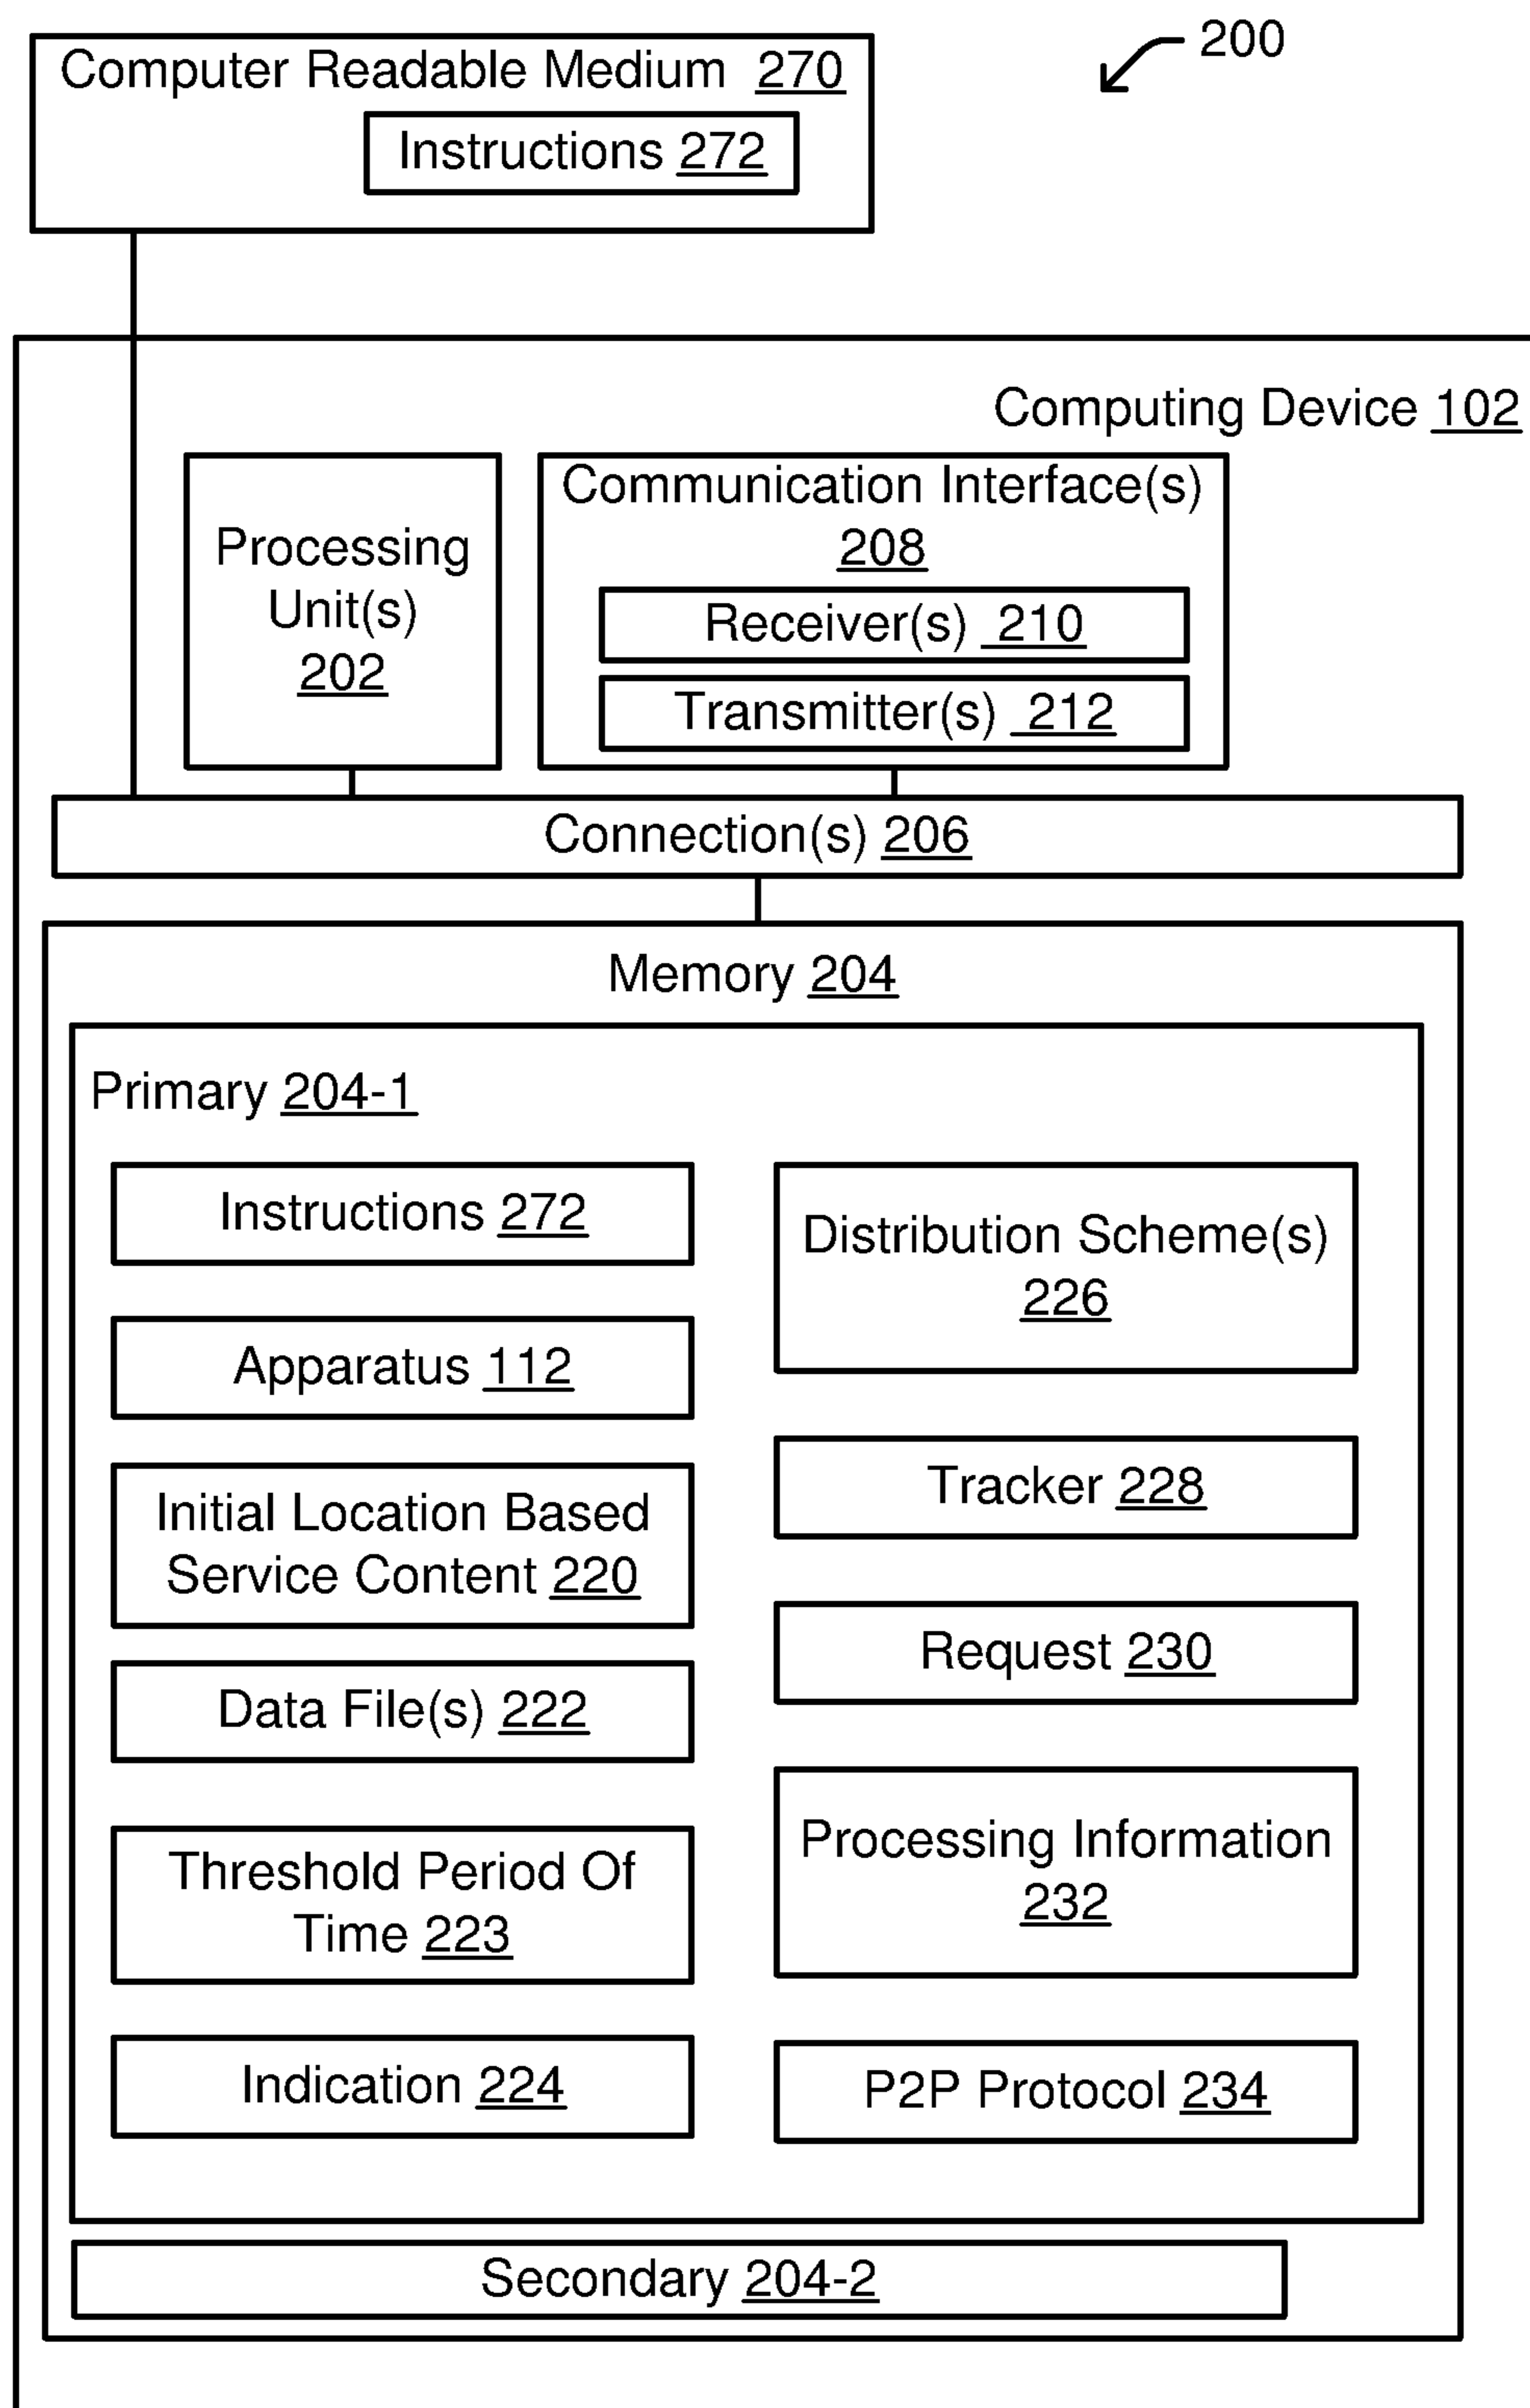 200
Computer Readable Medium 270
Instructions 272
Computing Device 102
Processing
Unit(s)
202
Communication Interface(s)
208
Receiver(s) 210
Transmitter(s) 212
Connection(s) 206
Memory 204
Primary 204-1
Instructions 272
Apparatus 112
Initial Location Based
Service Content 220
Data File(s) 222
Threshold Period Of
Time 223
Indication 224
Distribution Scheme(s)
226
Tracker 228
Request 230
Processing Information
232
P2P Protocol 234
Secondary 204-2